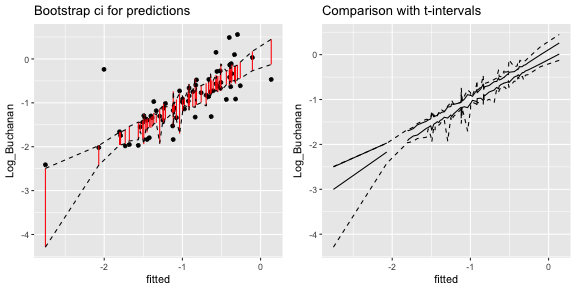 Bootstrap ci for predictions
Log_Buchanan
0
-1
-2
-3
-4
-2
-1
0
fitted
Comparison with t-intervals
Log_Buchanan
0
-1
-2
-3
-4
-2
-1
0
fitted